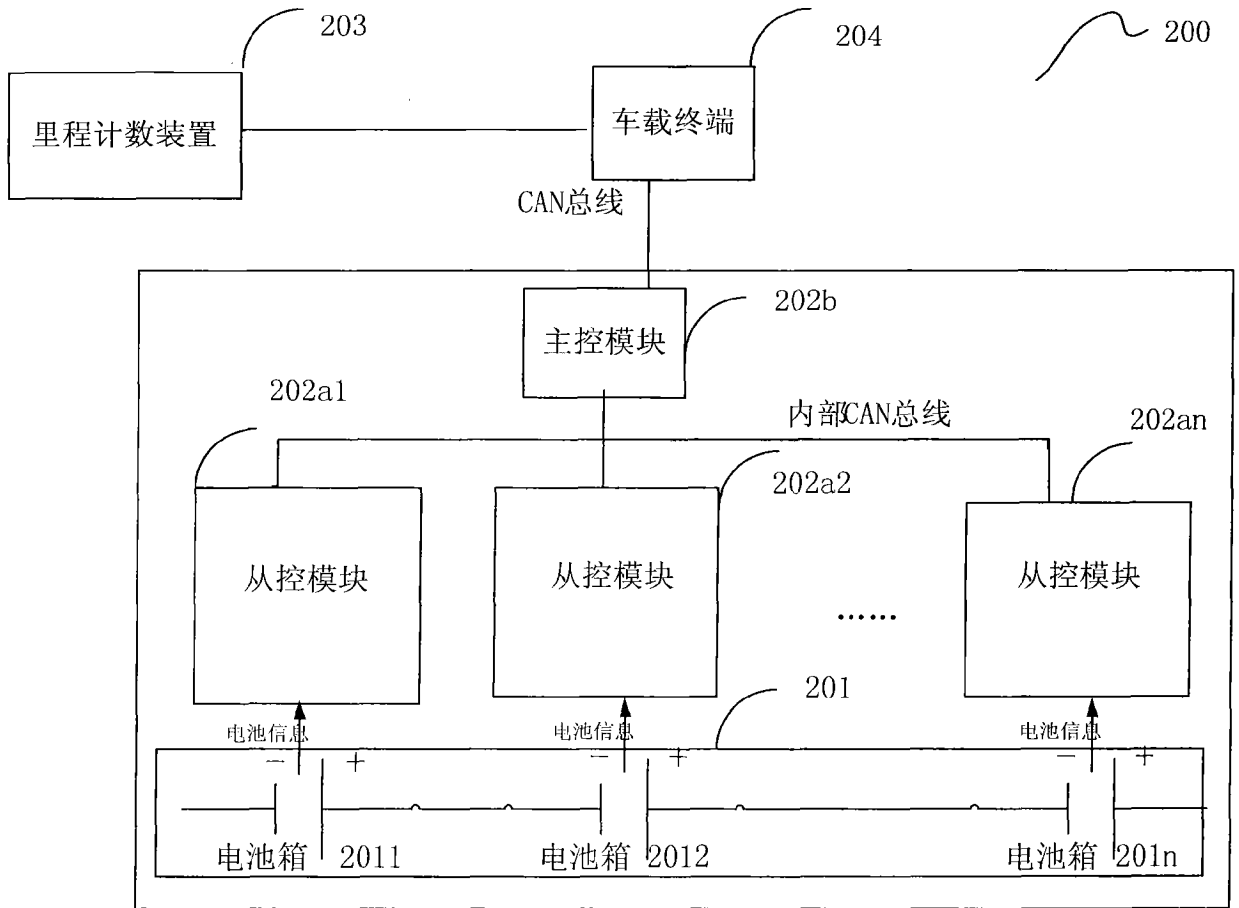 203
204
200
里程计数装置
车载终端
CAN总线
202b
主控模块
202a1
内部CAN总线
202an
202a2
从控模块
从控模块
从控模块
……
201
电池信息
电池信息
电池信息
− +
− +
− +
电池箱 2011
电池箱 2012
电池箱 201n